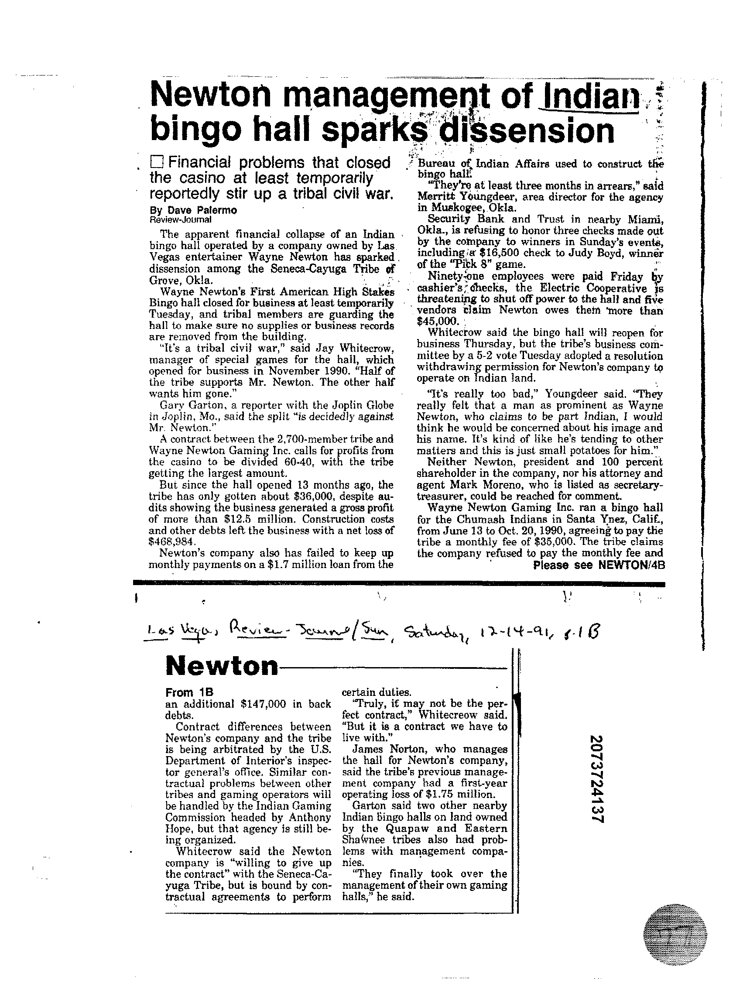 Newton management of Indian
bingo hall sparks dissension
☐ Financial problems that closed
the casino at least temporarily
reportedly stir up a tribal civil war.
By Dave Palermo
Review-Journal
The apparent financial collapse of an Indian
bingo hall operated by a company owned by Las
Vegas entertainer Wayne Newton has sparked
dissension among the Seneca-Cayuga Tribe of
Grove, Okla.
Wayne Newton's First American High Stakes
Bingo hall closed for business at least temporarily
Tuesday, and tribal members are guarding the
hall to make sure no supplies or business records
are removed from the building.
"It's a tribal civil war," said Jay Whitecrow,
manager of special games for the hall, which
opened for business in November 1990. "Half of
the tribe supports Mr. Newton. The other half
wants him gone."
Gary Garton, a reporter with the Joplin Globe
in Joplin, Mo., said the split "is decidedly against
Mr. Newton."
A contract between the 2,700-member tribe and
Wayne Newton Gaming Inc. calls for profits from
the casino to be divided 60-40, with the tribe
getting the largest amount.
But since the hall opened 13 months ago, the
tribe has only gotten about $36,000, despite au-
dits showing the business generated a gross profit
of more than $12.5 million. Construction costs
and other debts left the business with a net loss of
$468,984.
Newton's company also has failed to keep up
monthly payments on a $1.7 million loan from the
Bureau of Indian Affairs used to construct the
bingo hall.
"They're at least three months in arrears," said
Merritt Youngdeer, area director for the agency
in Muskogee, Okla.
Security Bank and Trust in nearby Miami,
Okla., is refusing to honor three checks made out
by the company to winners in Sunday's events,
including a $16,500 check to Judy Boyd, winner
of the "Pick 8" game.
Ninety-one employees were paid Friday by
cashier's checks, the Electric Cooperative is
threatening to shut off power to the hall and five
vendors claim Newton owes them more than
$45,000.
Whitecrow said the bingo hall will reopen for
business Thursday, but the tribe's business com-
mittee by a 5-2 vote Tuesday adopted a resolution
withdrawing permission for Newton's company to
operate on Indian land.
"It's really too bad," Youngdeer said. "They
really felt that a man as prominent as Wayne
Newton, who claims to be part Indian, I would
think he would be concerned about his image and
his name. It's kind of like he's tending to other
matters and this is just small potatoes for him."
Neither Newton, president and 100 percent
shareholder in the company, nor his attorney and
agent Mark Moreno, who is listed as secretary-
treasurer, could be reached for comment.
Wayne Newton Gaming Inc. ran a bingo hall
for the Chumash Indians in Santa Ynez, Calif.,
from June 13 to Oct. 20, 1990, agreeing to pay the
tribe a monthly fee of $35,000. The tribe claims
the company refused to pay the monthly fee and
Please see NEWTON/4B
Las Vegas, Review-Journal/Sun, Saturday, 12-14-91, p.1B
Newton
From 1B
an additional $147,000 in back
debts.
Contract differences between
Newton's company and the tribe
is being arbitrated by the U.S.
Department of Interior's inspec-
tor general's office. Similar con-
tractual problems between other
tribes and gaming operators will
be handled by the Indian Gaming
Commission headed by Anthony
Hope, but that agency is still be-
ing organized.
Whitecrow said the Newton
company is "willing to give up
the contract" with the Seneca-Ca-
yuga Tribe, but is bound by con-
tractual agreements to perform
certain duties.
"Truly, it may not be the per-
fect contract," Whitecreow said.
"But it is a contract we have to
live with."
James Norton, who manages
the hall for Newton's company,
said the tribe's previous manage-
ment company had a first-year
operating loss of $1.75 million.
Garton said two other nearby
Indian bingo halls on land owned
by the Quapaw and Eastern
Shawnee tribes also had prob-
lems with management compa-
nies.
"They finally took over the
management of their own gaming
halls," he said.
2073724137
77